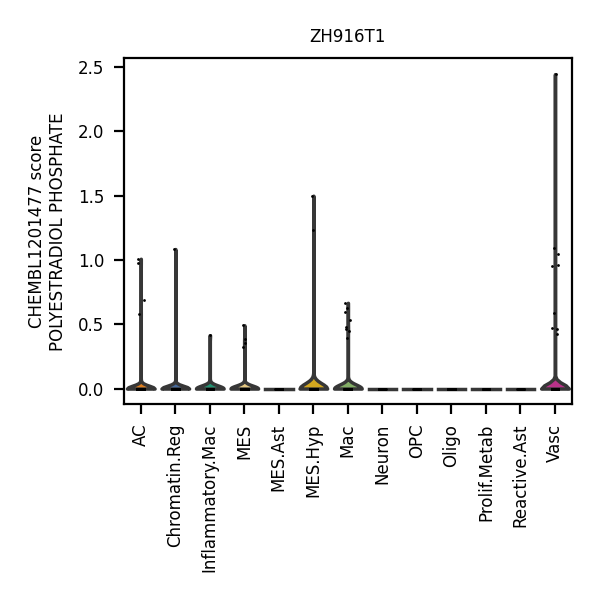 ZH916T1
CHEMBL1201477 score
POLYESTRADIOL PHOSPHATE
2.5
2.0
1.5
1.0
0.5
0.0
AC
Chromatin.Reg
Inflammatory.Mac
MES
MES.Ast
MES.Hyp
Mac
Neuron
OPC
Oligo
Prolif.Metab
Reactive.Ast
Vasc